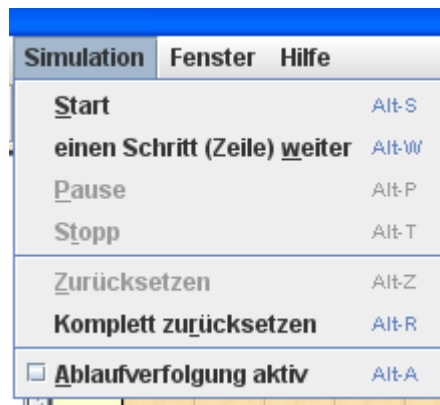 Simulation Fenster Hilfe
Start Alt-S
einen Schritt (Zeile) weiter Alt-W
Pause Alt-P
Stopp Alt-T
Zurücksetzen Alt-Z
Komplett zurücksetzen Alt-R
Ablaufverfolgung aktiv Alt-A